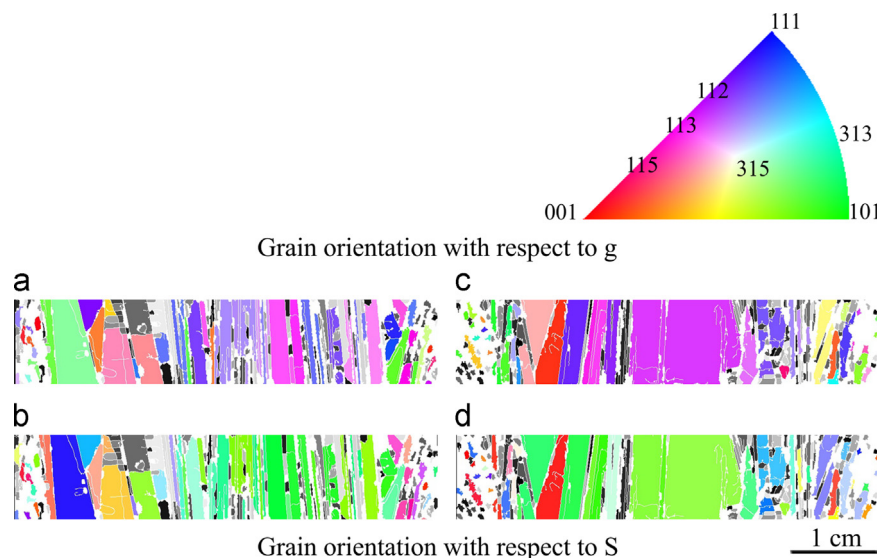 111
112
113
313
115
315
001
101
Grain orientation with respect to g
a
c
b
d
Grain orientation with respect to S
1 cm